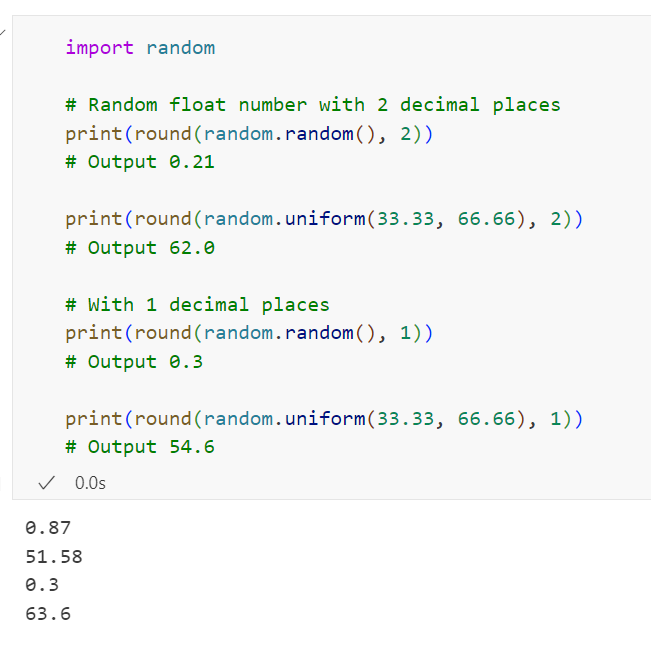 import random
# Random float number with 2 decimal places
print(round(random.random(), 2))
# Output 0.21
print(round(random.uniform(33.33, 66.66), 2))
# Output 62.0
# With 1 decimal places
print(round(random.random(), 1))
# Output 0.3
print(round(random.uniform(33.33, 66.66), 1))
# Output 54.6
0.0s
0.87
51.58
0.3
63.6